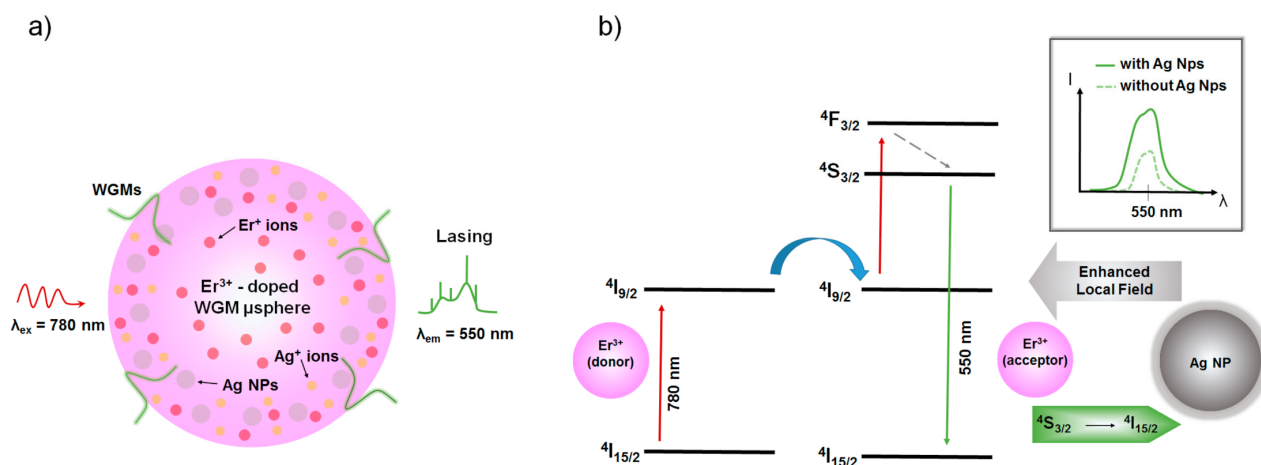 a)
WGMs
Er⁺ ions
Er³⁺ - doped
WGM μsphere
λex = 780 nm
Ag⁺ ions
Ag NPs
Lasing
λem = 550 nm
b)
with Ag Nps
without Ag Nps
I
λ
550 nm
⁴F3/2
⁴S3/2
⁴I9/2
⁴I9/2
Er³⁺
(donor)
780 nm
550 nm
⁴I15/2
⁴I15/2
Enhanced
Local Field
Er³⁺
(acceptor)
Ag NP
⁴S3/2 → ⁴I15/2